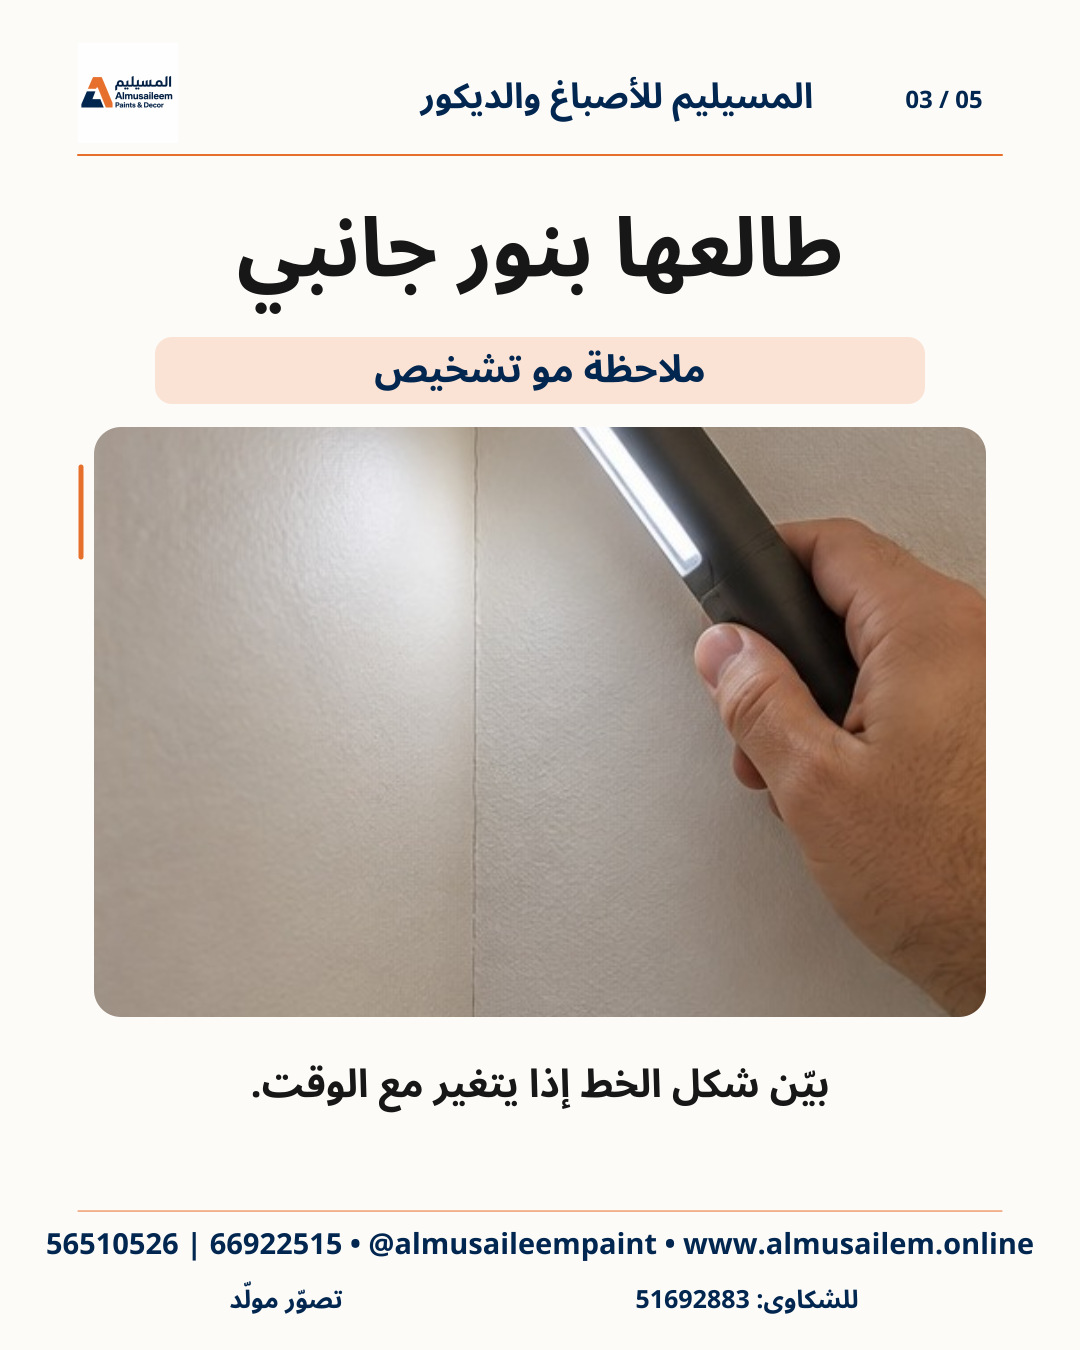 المسيليم
Almusaileem
Paints & Decor
المسيليم للأصباغ والديكور
03 / 05
طالعها بنور جانبي
ملاحظة مو تشخيص
بيّن شكل الخط إذا يتغير مع الوقت.
56510526 | 66922515 • @almusaileempaint • www.almusailem.online
للشكاوى: 51692883
تصوّر مولّد